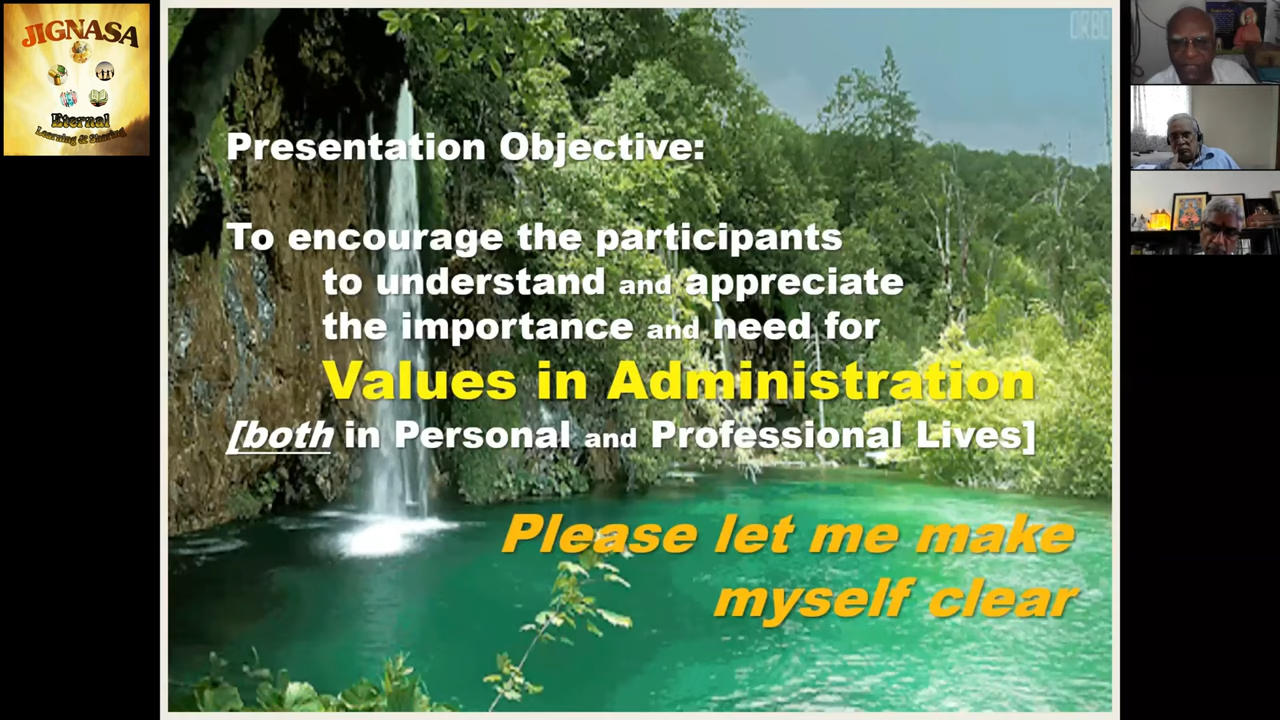 JIGNASA
Eternal
Learning & Sharing
ORBO
Presentation Objective:
To encourage the participants
to understand and appreciate
the importance and need for
Values in Administration
[both in Personal and Professional Lives]
Please let me make
myself clear